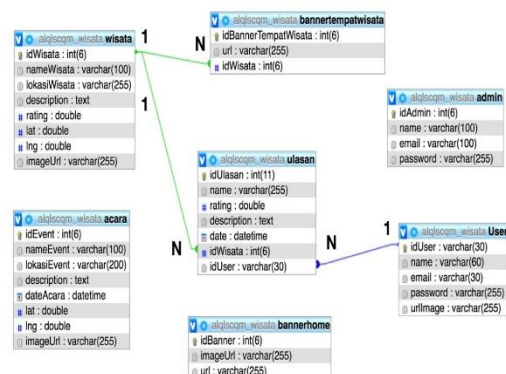 alqlscqm_wisata wisata
idWisata : int(6)
nameWisata : varchar(100)
lokasiWisata : varchar(255)
description : text
rating : double
lat : double
lng : double
imageUrl : varchar(255)
1
1
N
alqlscqm_wisata bannertempatwisata
idBannerTempatWisata : int(6)
url : varchar(255)
idWisata : int(6)
alqlscqm_wisata admin
idAdmin : int(6)
name : varchar(100)
email : varchar(100)
password : varchar(255)
alqlscqm_wisata ulasan
idUlasan : int(11)
name : varchar(255)
rating : double
description : text
date : datetime
idWisata : int(6)
idUser : varchar(30)
N
N
1
alqlscqm_wisata acara
idEvent : int(6)
nameEvent : varchar(100)
lokasiEvent : varchar(200)
description : text
dateAcara : datetime
lat : double
lng : double
imageUrl : varchar(255)
alqlscqm_wisata User
idUser : varchar(30)
name : varchar(60)
email : varchar(30)
password : varchar(255)
urlImage : varchar(255)
alqlscqm_wisata bannerhome
idBanner : int(6)
imageUrl : varchar(255)
url : varchar(255)